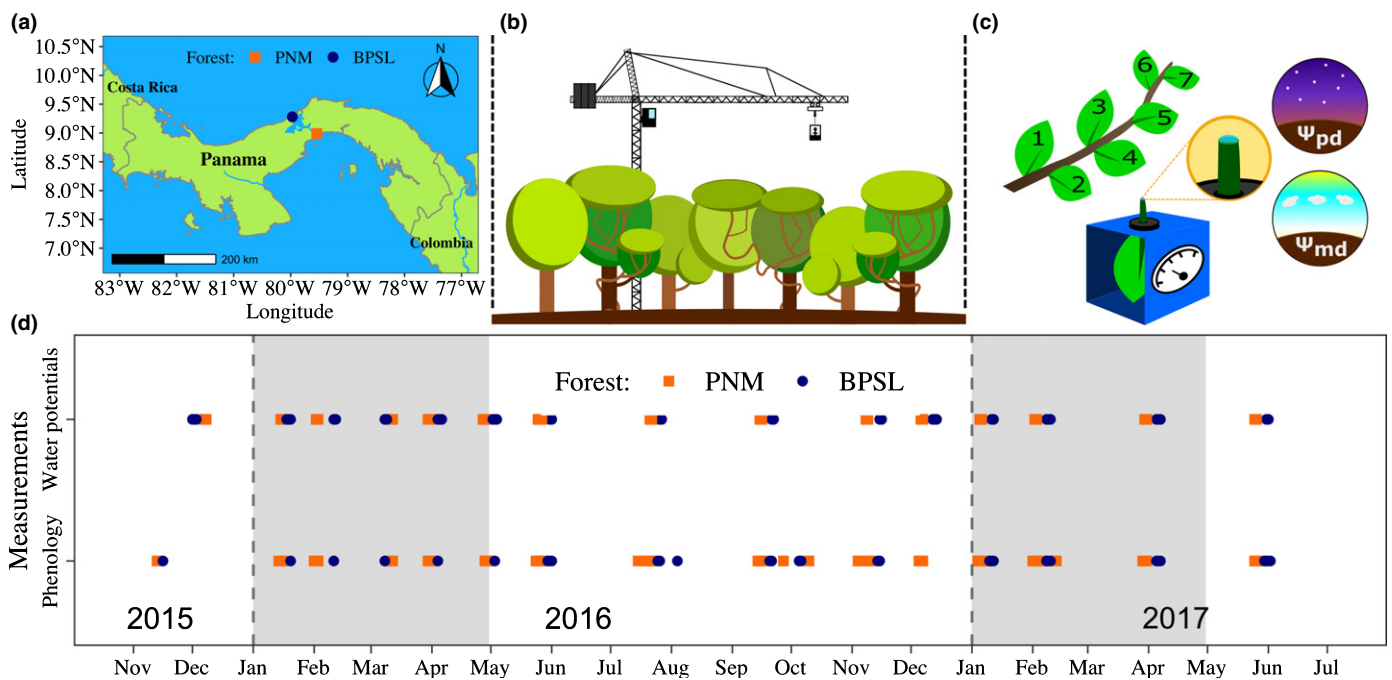 (a)
10.5°N
10.0°N
9.5°N
9.0°N
8.5°N
8.0°N
7.5°N
7.0°N
Latitude
Forest: PNM BPSL
N
Costa Rica
Panama
Colombia
200 km
83°W 82°W 81°W 80°W 79°W 78°W 77°W
Longitude
(b)
(c)
1 2 3 4 5 6 7
Ψpd
Ψmd
(d)
Measurements
Water potentials
Phenology
Forest: PNM BPSL
2015 2016 2017
Nov Dec Jan Feb Mar Apr May Jun Jul Aug Sep Oct Nov Dec Jan Feb Mar Apr May Jun Jul